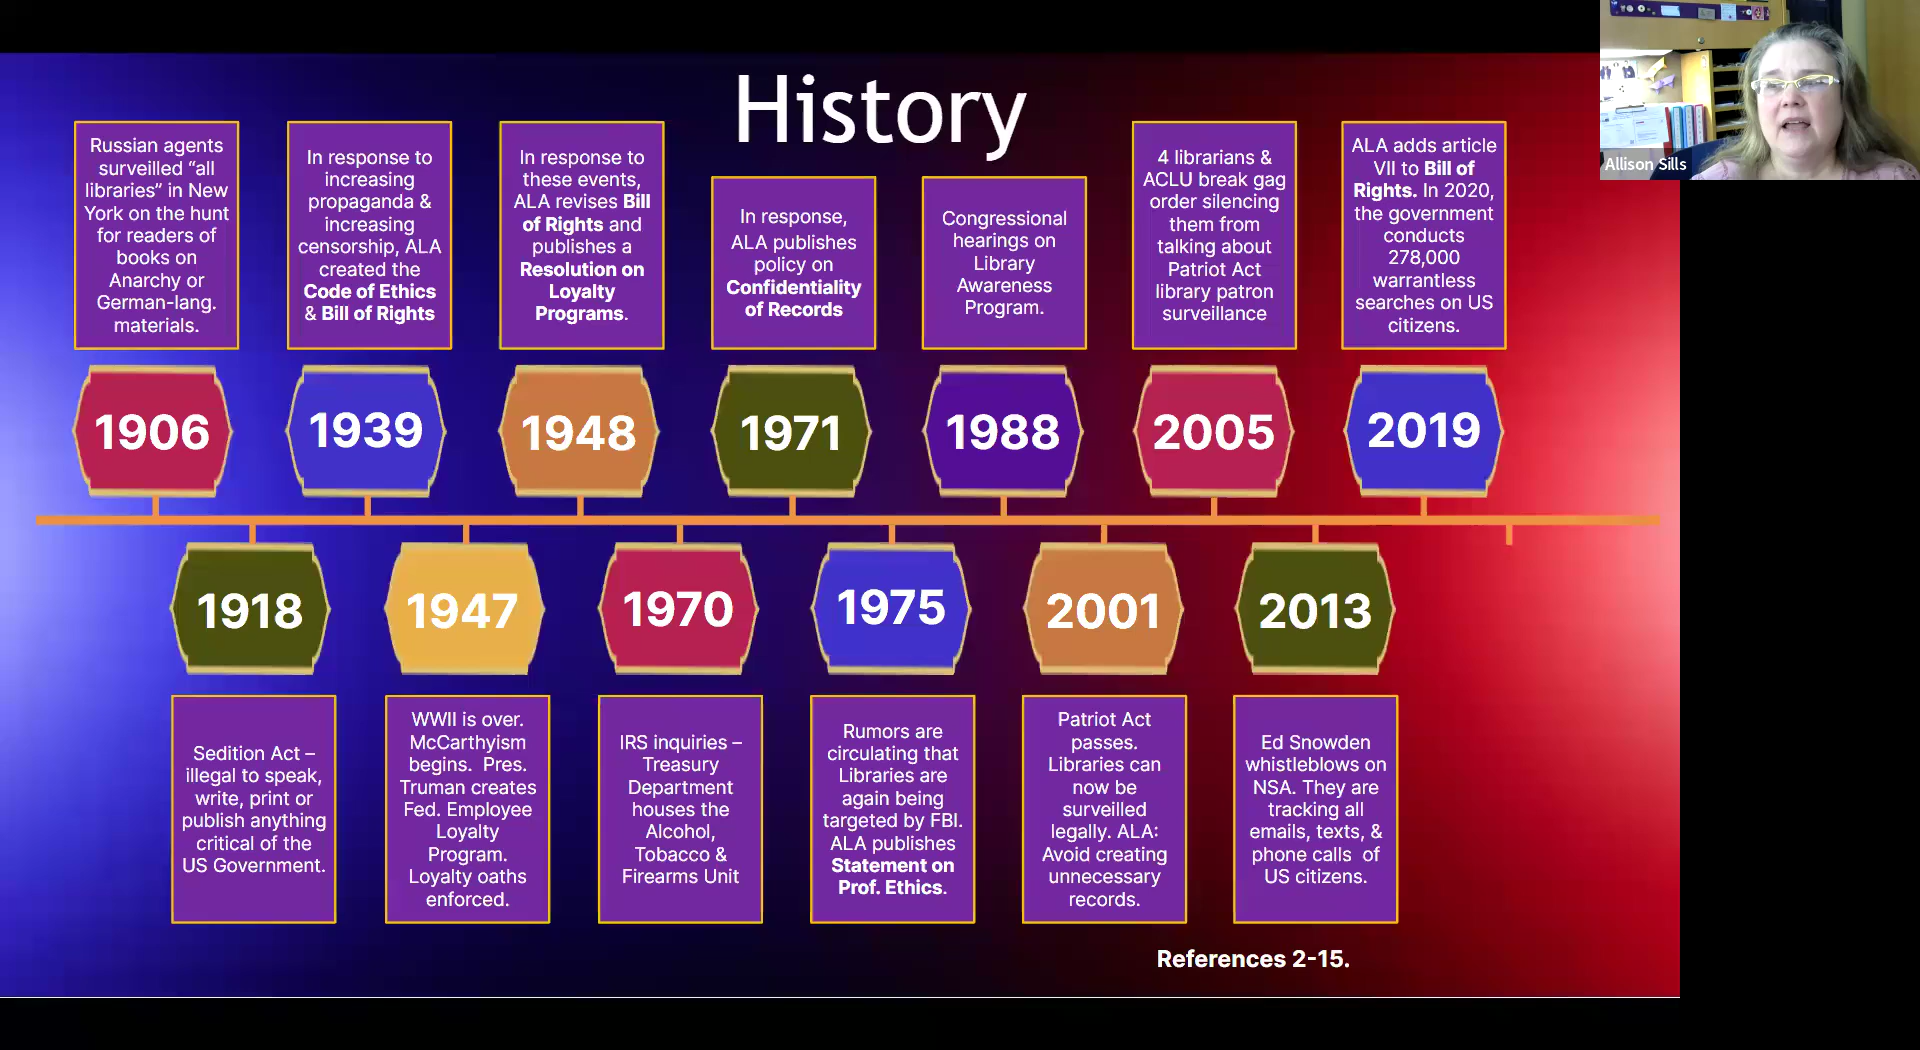 History
Russian agents
surveilled “all
libraries” in New
York on the hunt
for readers of
books on
Anarchy or
German-lang.
materials.
In response to
increasing
propaganda &
increasing
censorship, ALA
created the
Code of Ethics
& Bill of Rights
In response to
these events,
ALA revises Bill
of Rights and
publishes a
Resolution on
Loyalty
Programs.
In response,
ALA publishes
policy on
Confidentiality
of Records
Congressional
hearings on
Library
Awareness
Program.
4 librarians &
ACLU break gag
order silencing
them from
talking about
Patriot Act
library patron
surveillance
ALA adds article
VII to Bill of
Rights. In 2020,
the government
conducts
278,000
warrantless
searches on US
citizens.
Allison Sills
1906
1939
1948
1971
1988
2005
2019
1918
1947
1970
1975
2001
2013
Sedition Act –
illegal to speak,
write, print or
publish anything
critical of the
US Government.
WWII is over.
McCarthyism
begins. Pres.
Truman creates
Fed. Employee
Loyalty
Program.
Loyalty oaths
enforced.
IRS inquiries –
Treasury
Department
houses the
Alcohol,
Tobacco &
Firearms Unit
Rumors are
circulating that
Libraries are
again being
targeted by FBI.
ALA publishes
Statement on
Prof. Ethics.
Patriot Act
passes.
Libraries can
now be
surveilled
legally. ALA:
Avoid creating
unnecessary
records.
Ed Snowden
whistleblows on
NSA. They are
tracking all
emails, texts, &
phone calls of
US citizens.
References 2-15.